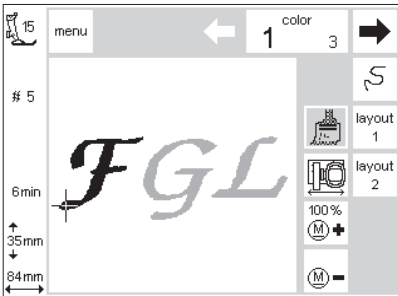 15
menu
color
1 3
# 5
layout
1
FGL
layout
2
6min
100%
M +
35mm
M -
84mm